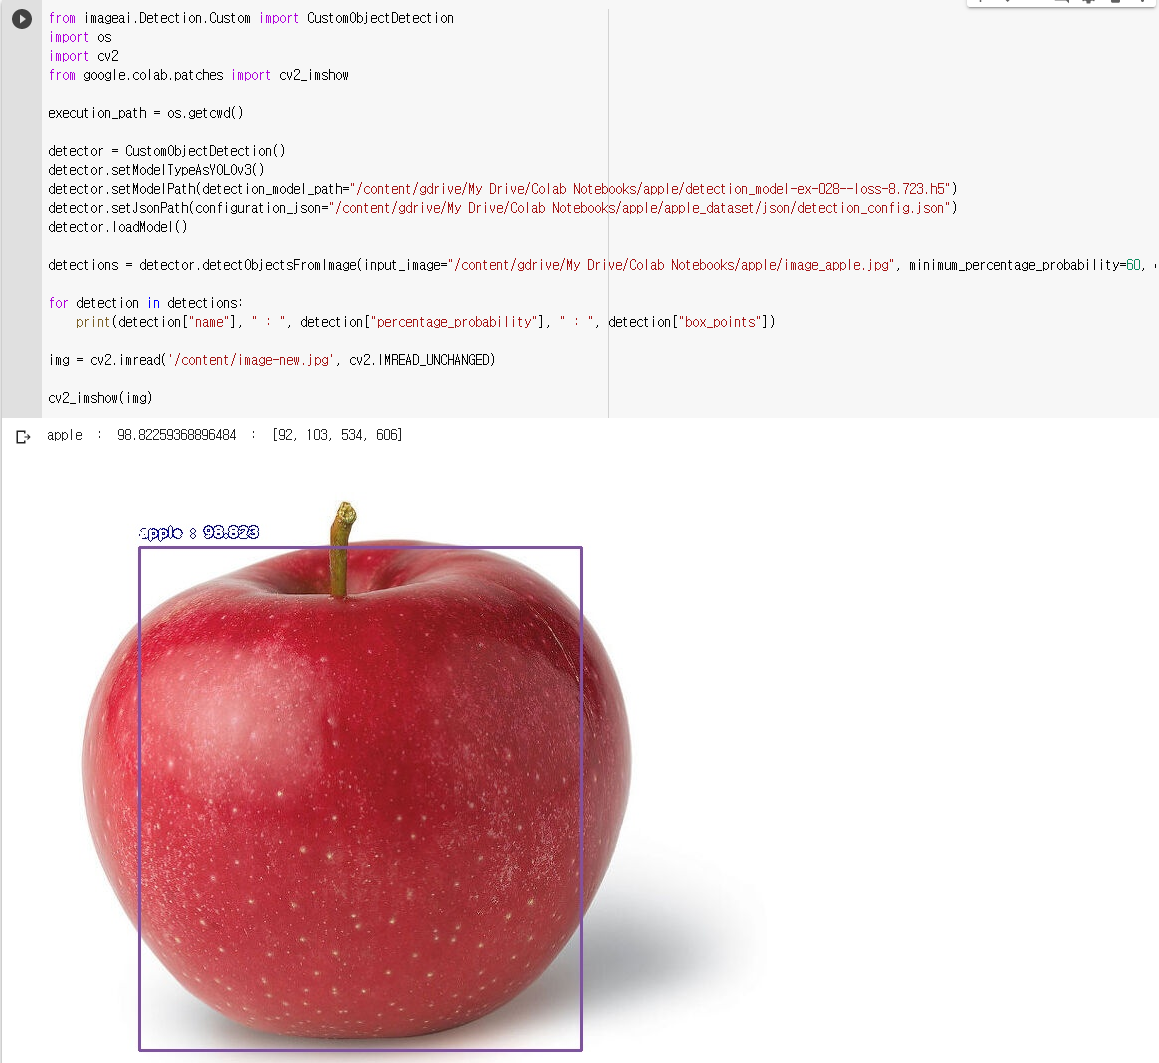 from imageai.Detection.Custom import CustomObjectDetection
import os
import cv2
from google.colab.patches import cv2_imshow
execution_path = os.getcwd()
detector = CustomObjectDetection()
detector.setModelTypeAsYOLOv3()
detector.setModelPath(detection_model_path="/content/gdrive/My Drive/Colab Notebooks/apple/detection_model-ex-028--loss-8.723.h5")
detector.setJsonPath(configuration_json="/content/gdrive/My Drive/Colab Notebooks/apple/apple_dataset/json/detection_config.json")
detector.loadModel()
detections = detector.detectObjectsFromImage(input_image="/content/gdrive/My Drive/Colab Notebooks/apple/image_apple.jpg", minimum_percentage_probability=60,
for detection in detections:
    print(detection["name"], " : ", detection["percentage_probability"], " : ", detection["box_points"])
img = cv2.imread('/content/image-new.jpg', cv2.IMREAD_UNCHANGED)
cv2_imshow(img)
apple  :  98.82259368896484  :  [92, 103, 534, 606]
apple : 98.823